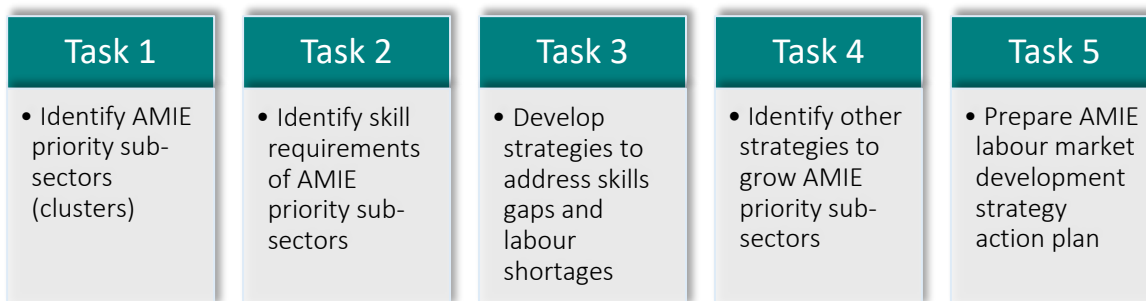 Task 1
• Identify AMIE
priority sub-
sectors
(clusters)
Task 2
• Identify skill
requirements
of AMIE
priority sub-
sectors
Task 3
• Develop
strategies to
address skills
gaps and
labour
shortages
Task 4
• Identify other
strategies to
grow AMIE
priority sub-
sectors
Task 5
• Prepare AMIE
labour market
development
strategy
action plan